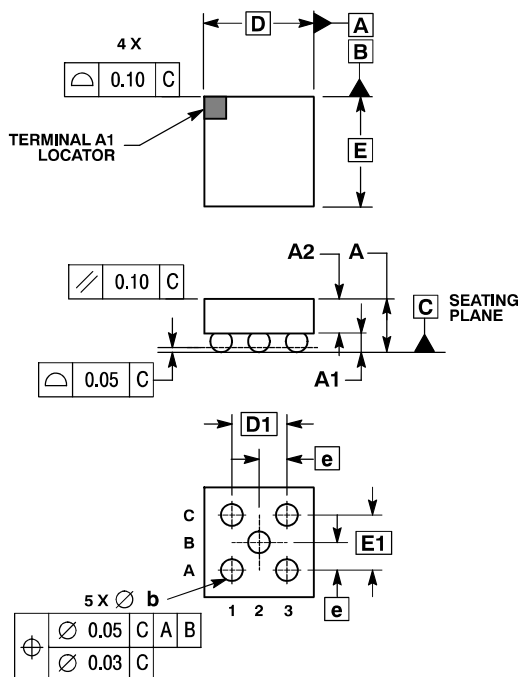 D
A
4 X
B
⌓ 0.10 C
TERMINAL A1
LOCATOR
E
A2 A
// 0.10 C
C SEATING
PLANE
⌓ 0.05 C
A1
D1
e
C
B
A
E1
5 X Ø b
1 2 3
e
⌖ Ø 0.05 C A B
Ø 0.03 C